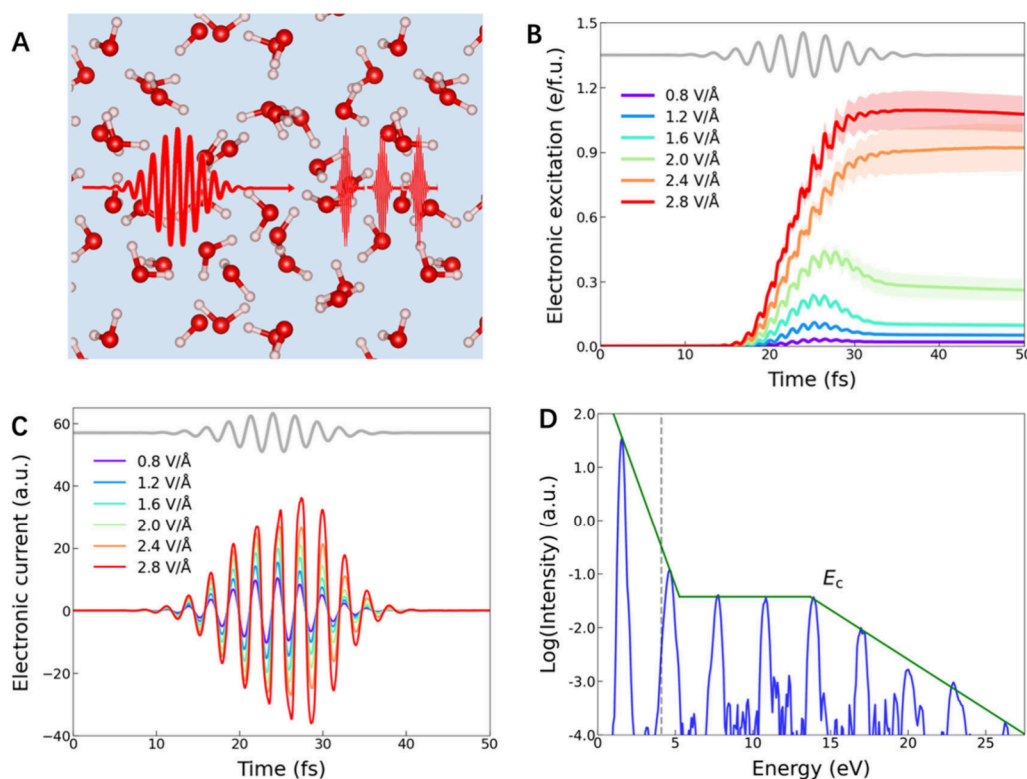 A
B
Electronic excitation (e/f.u.)
1.5
1.2
0.9
0.6
0.3
0.0
0.8 V/Å
1.2 V/Å
1.6 V/Å
2.0 V/Å
2.4 V/Å
2.8 V/Å
0
10
20
30
40
50
Time (fs)
C
Electronic current (a.u.)
60
40
20
0
−20
−40
0.8 V/Å
1.2 V/Å
1.6 V/Å
2.0 V/Å
2.4 V/Å
2.8 V/Å
0
10
20
30
40
50
Time (fs)
D
Log(Intensity) (a.u.)
2.0
1.0
0.0
-1.0
-2.0
-3.0
-4.0
Ec
0
5
10
15
20
25
Energy (eV)